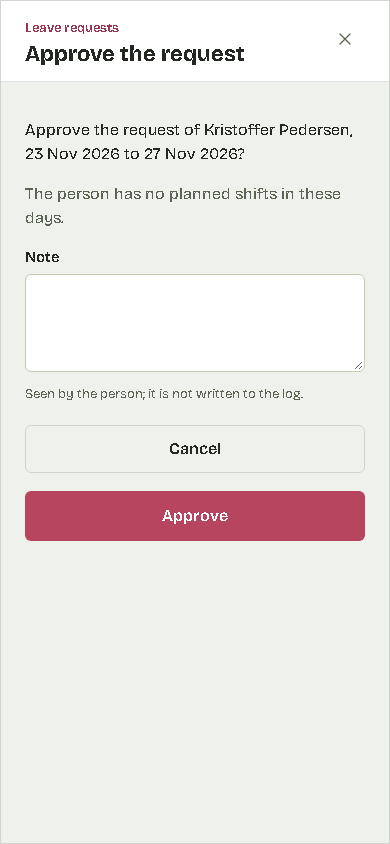 Leave requests
Approve the request
Approve the request of Kristoffer Pedersen,
23 Nov 2026 to 27 Nov 2026?
The person has no planned shifts in these
days.
Note
Seen by the person; it is not written to the log.
Cancel
Approve